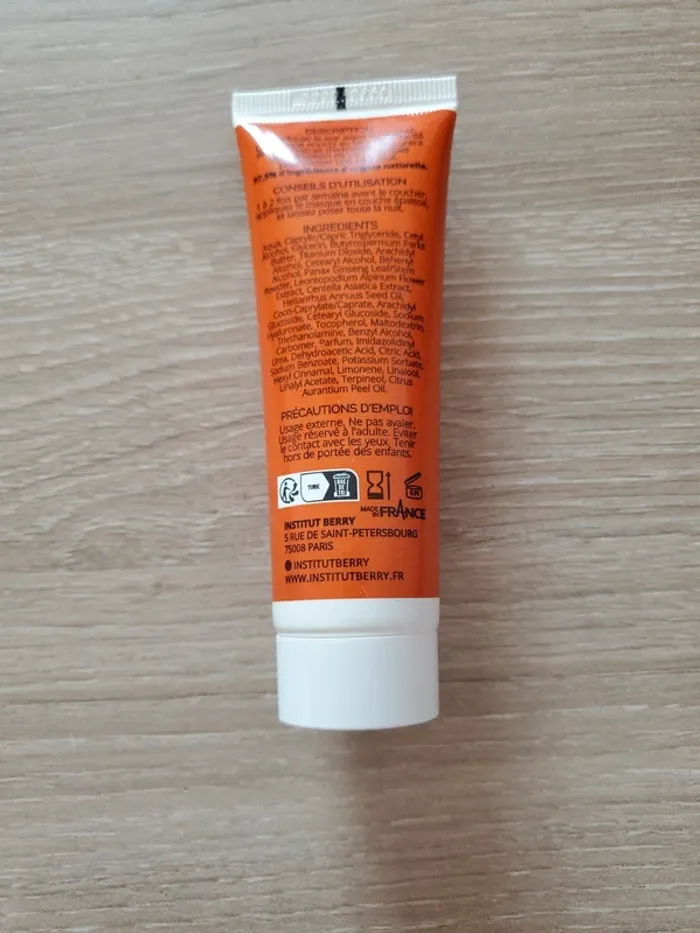 DESCRIPTION
97,5% d'ingrédients d'origine naturelle.
CONSEILS D'UTILISATION
1 à 2 fois par semaine avant le coucher,
appliquez le masque en couche épaisse,
et laissez poser toute la nuit.
INGREDIENTS
Aqua, Caprylic/Capric Triglyceride, Cetyl
Alcohol, Glycerin, Butyrospermum Parkii
Butter, Titanium Dioxide, Arachidyl
Alcohol, Cetearyl Alcohol, Behenyl
Alcohol, Panax Ginseng Leaf/Stem
Powder, Leontopodium Alpinum Flower
Extract, Centella Asiatica Extract,
Helianthus Annuus Seed Oil,
Coco-Caprylate/Caprate, Arachidyl
Glucoside, Cetearyl Glucoside, Sodium
Hyaluronate, Tocopherol, Maltodextrin,
Triethanolamine, Benzyl Alcohol,
Carbomer, Parfum, Imidazolidinyl
Urea, Dehydroacetic Acid, Citric Acid,
Sodium Benzoate, Potassium Sorbate,
Hexyl Cinnamal, Limonene, Linalool,
Linalyl Acetate, Terpineol, Citrus
Aurantium Peel Oil.
PRÉCAUTIONS D'EMPLOI
Usage externe. Ne pas avaler.
Usage réservé à l'adulte. Eviter
le contact avec les yeux. Tenir
hors de portée des enfants.
TUBE
BAC
DE
TRI
MADE IN FRANCE
INSTITUT BERRY
5 RUE DE SAINT-PETERSBOURG
75008 PARIS
INSTITUTBERRY
WWW.INSTITUTBERRY.FR